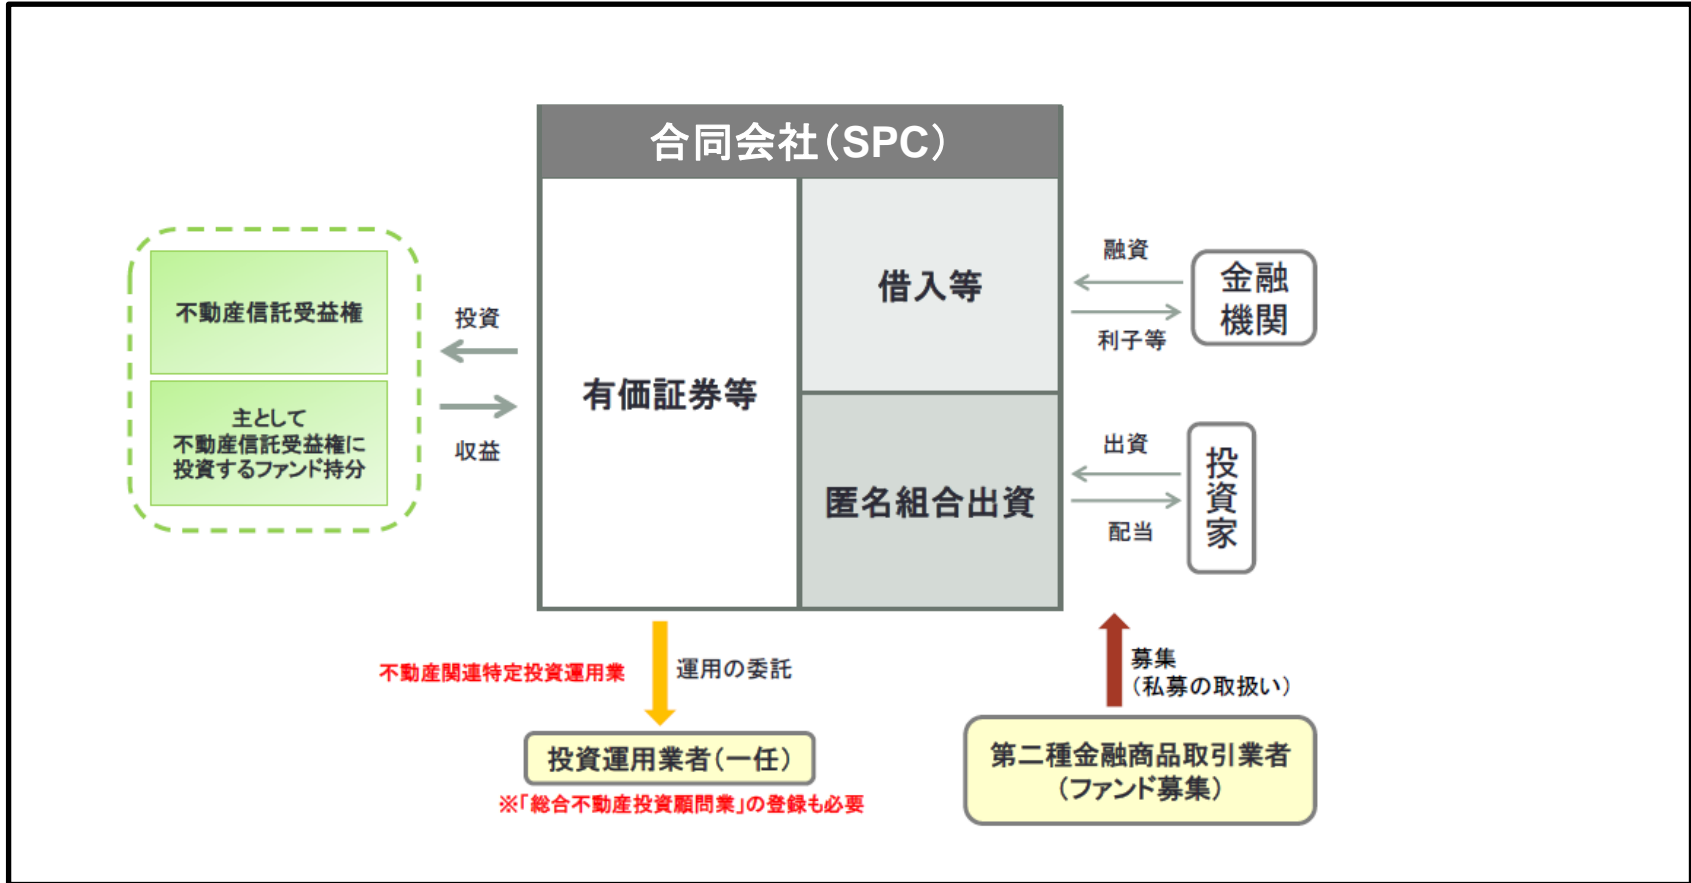 合同会社（SPC）
不動産信託受益権
主として
不動産信託受益権に
投資するファンド持分
投資
収益
有価証券等
借入等
匿名組合出資
融資
利子等
金融
機関
出資
配当
投資家
不動産関連特定投資運用業
運用の委託
投資運用業者（一任）
※「総合不動産投資顧問業」の登録も必要
募集
（私募の取扱い）
第二種金融商品取引業者
（ファンド募集）